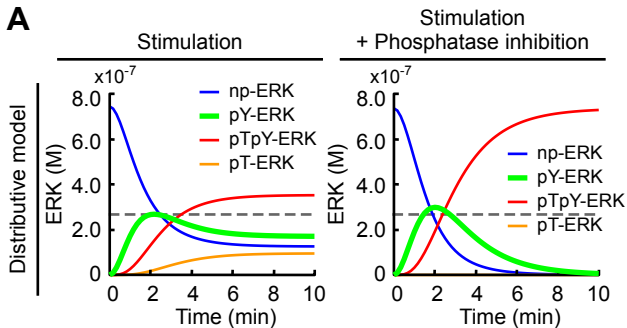 A
Stimulation
Stimulation
+ Phosphatase inhibition
Distributive model
x10-7
8.0
6.0
4.0
2.0
0
ERK (M)
np-ERK
pY-ERK
pTpY-ERK
pT-ERK
0 2 4 6 8 10
Time (min)
x10-7
8.0
6.0
4.0
2.0
0
ERK (M)
np-ERK
pY-ERK
pTpY-ERK
pT-ERK
0 2 4 6 8 10
Time (min)